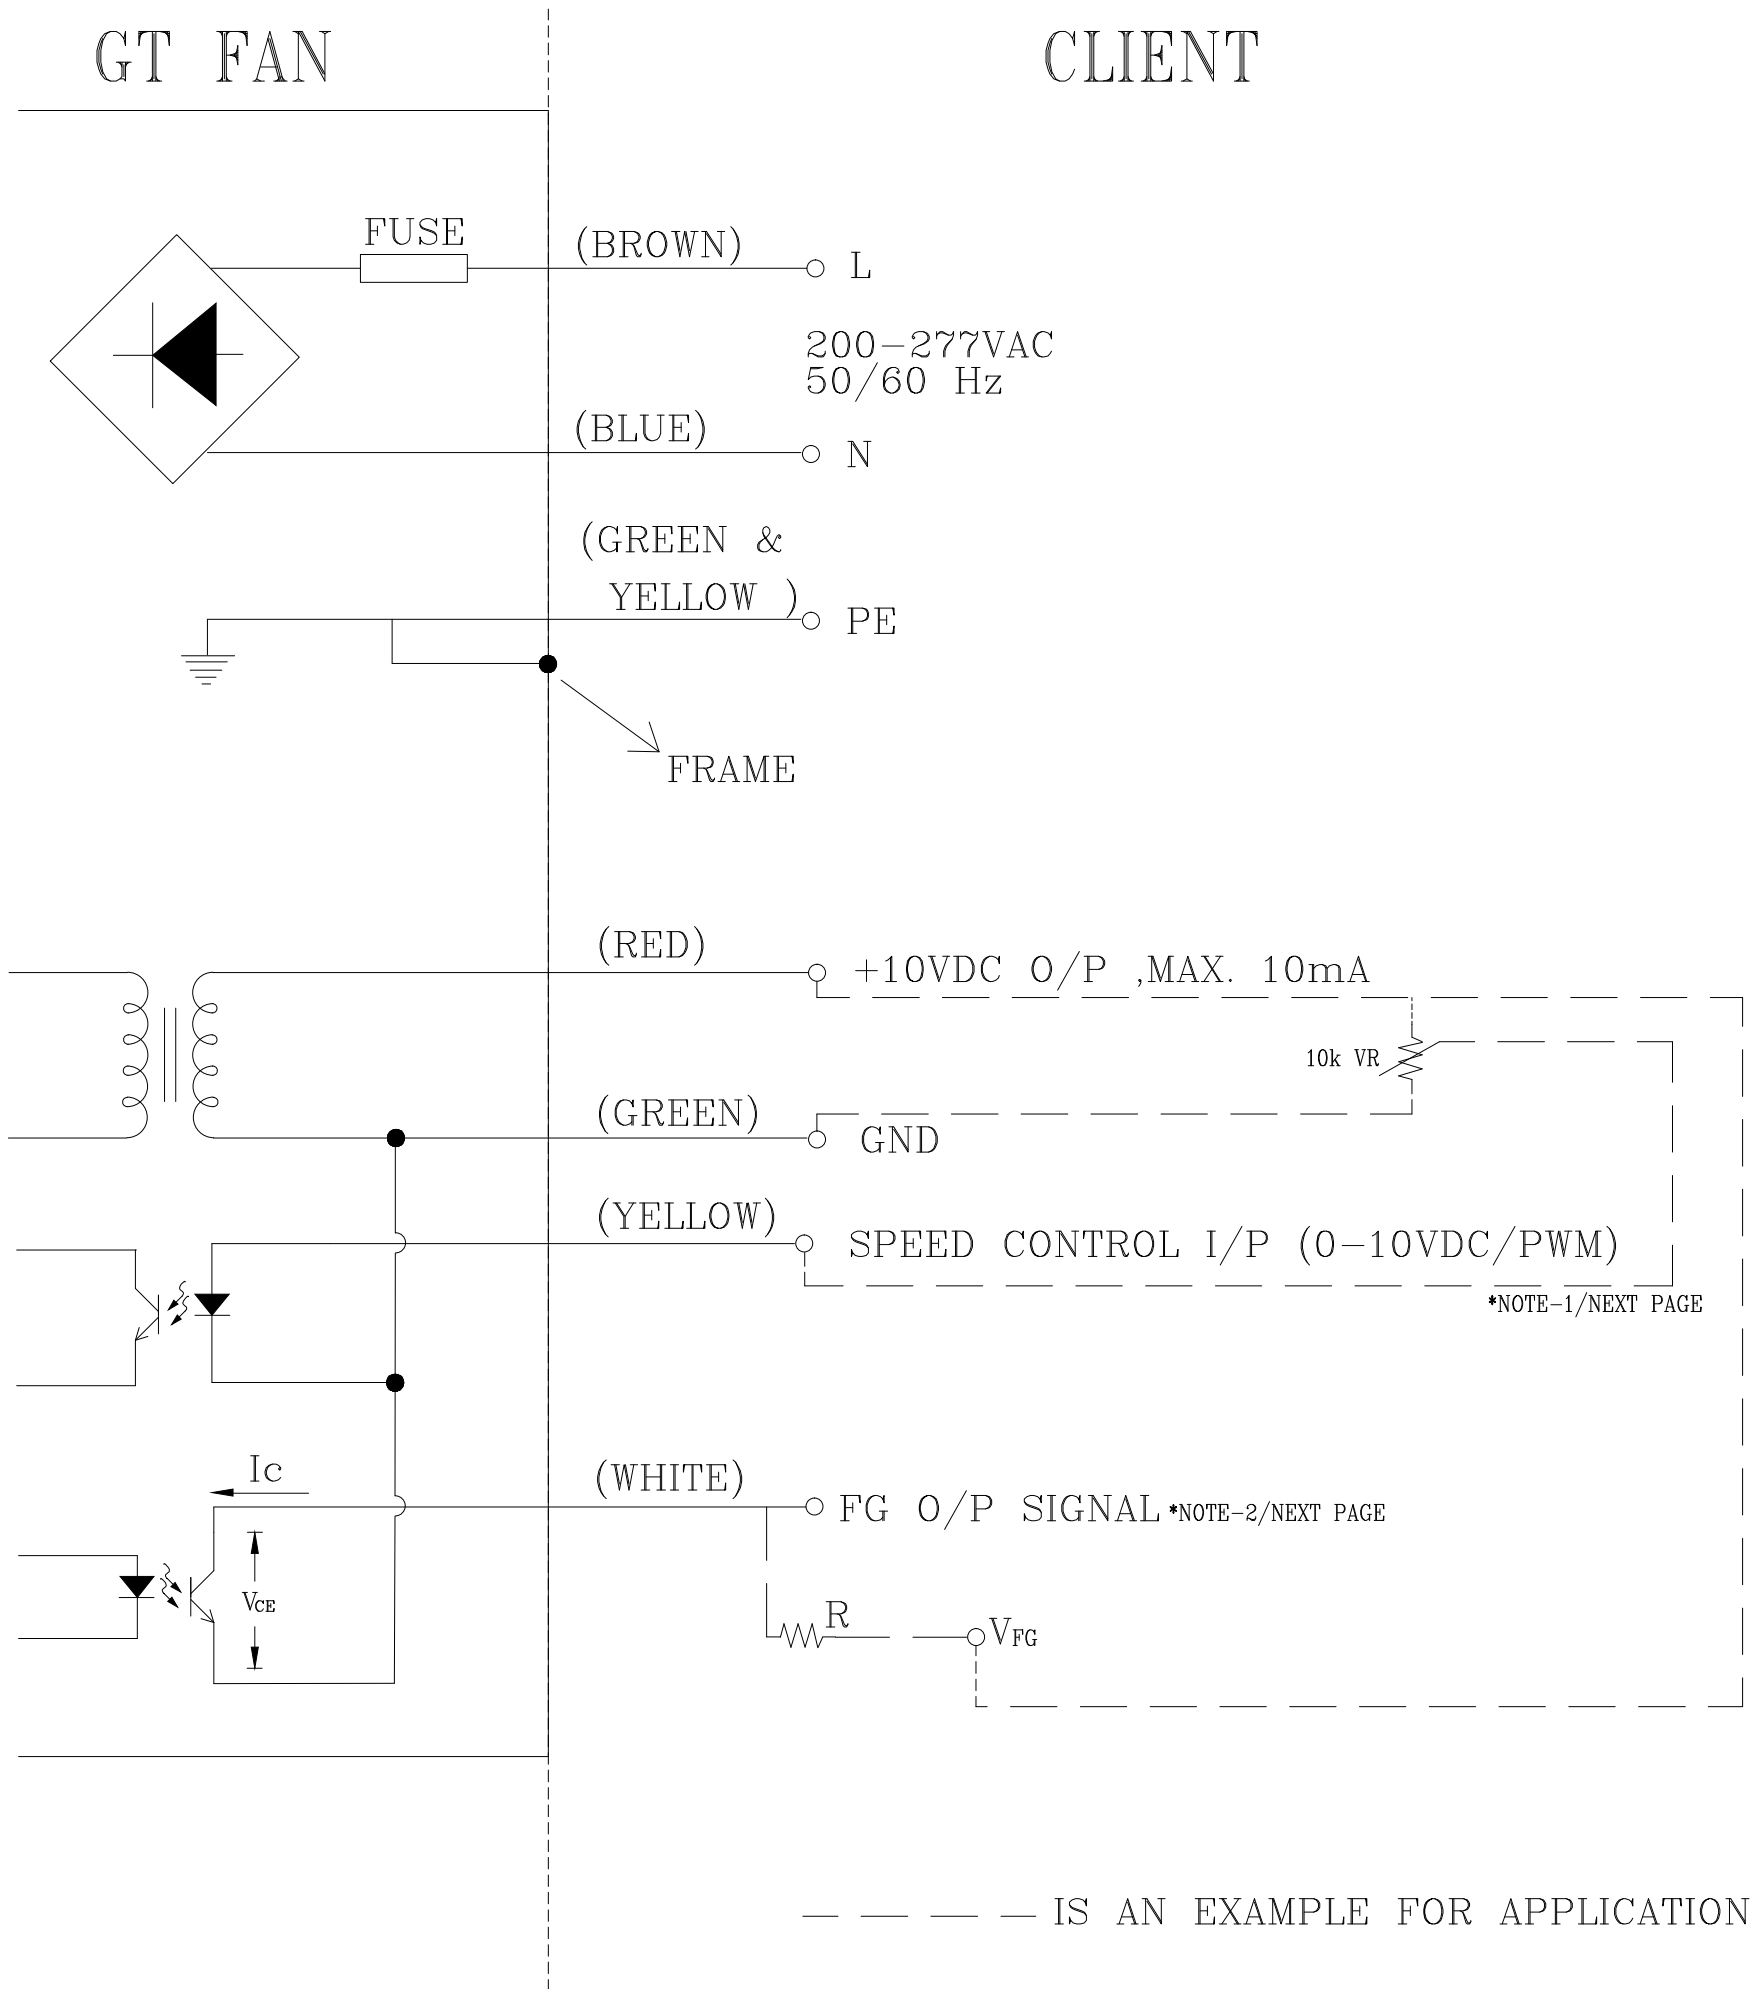 GT FAN
CLIENT
FUSE
(BROWN)
L
200-277VAC
50/60 Hz
(BLUE)
N
(GREEN &
YELLOW )
PE
FRAME
(RED)
+10VDC O/P ,MAX. 10mA
10k VR
(GREEN)
GND
(YELLOW)
SPEED CONTROL I/P (0-10VDC/PWM)
*NOTE-1/NEXT PAGE
Ic
(WHITE)
FG O/P SIGNAL *NOTE-2/NEXT PAGE
VCE
R
VFG
IS AN EXAMPLE FOR APPLICATION